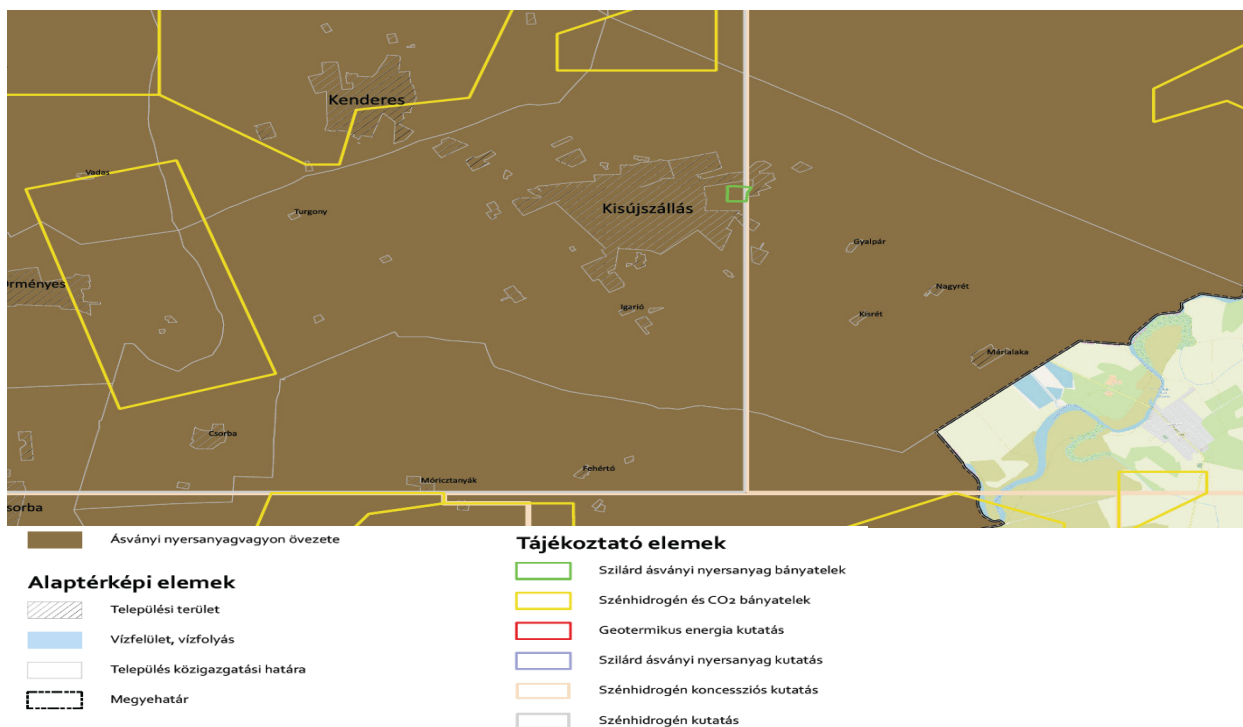 Kenderes
Vadas
Turgony
Kisújszállás
Gyalpár
Örményes
Nagyrét
Igarió
Kisrét
Márialaka
Csorba
Fehértó
Móricztanyák
sorba
Ásványi nyersanyagvagyon övezete
Alaptérképi elemek
Települési terület
Vízfelület, vízfolyás
Település közigazgatási határa
Megyehatár
Tájékoztató elemek
Szilárd ásványi nyersanyag bányatelek
Szénhidrogén és CO2 bányatelek
Geotermikus energia kutatás
Szilárd ásványi nyersanyag kutatás
Szénhidrogén koncessziós kutatás
Szénhidrogén kutatás